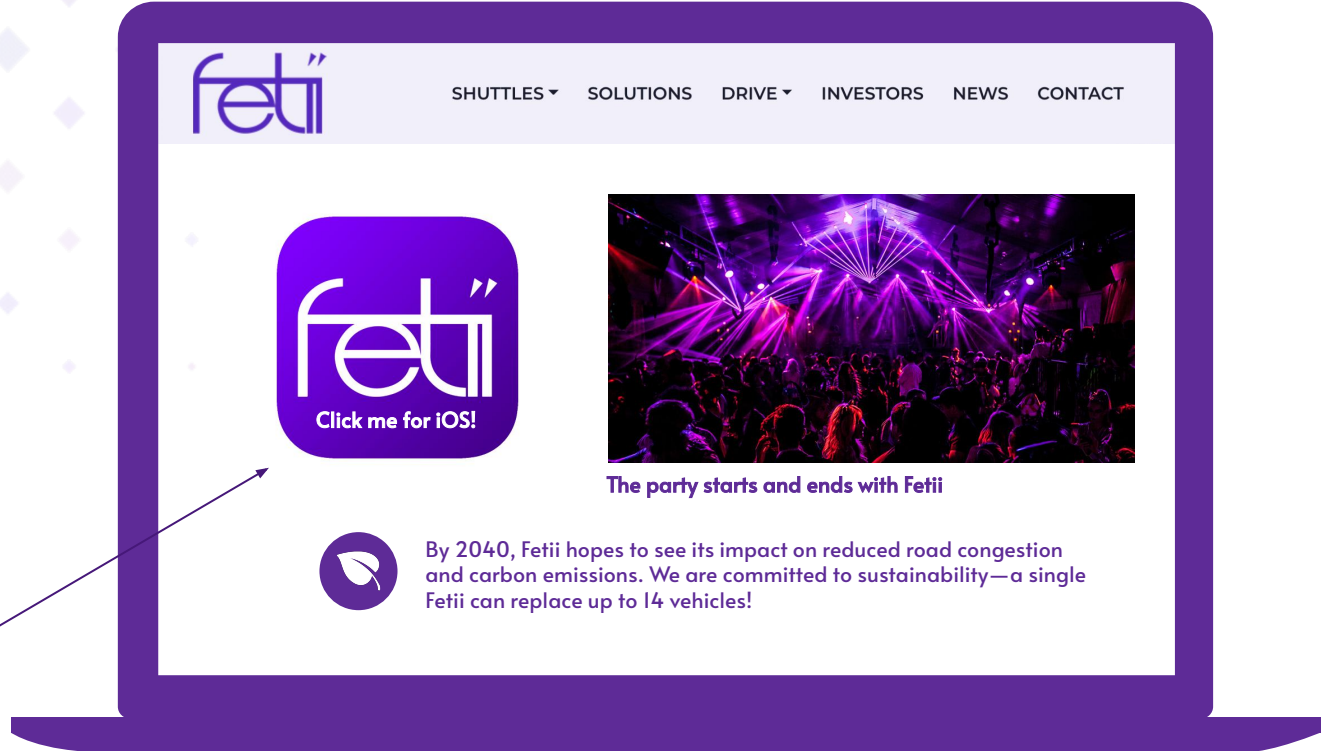 fetii
SHUTTLES SOLUTIONS DRIVE INVESTORS NEWS CONTACT
fetii
Click me for iOS!
The party starts and ends with Fetii
By 2040, Fetii hopes to see its impact on reduced road congestion
and carbon emissions. We are committed to sustainability—a single
Fetii can replace up to 14 vehicles!